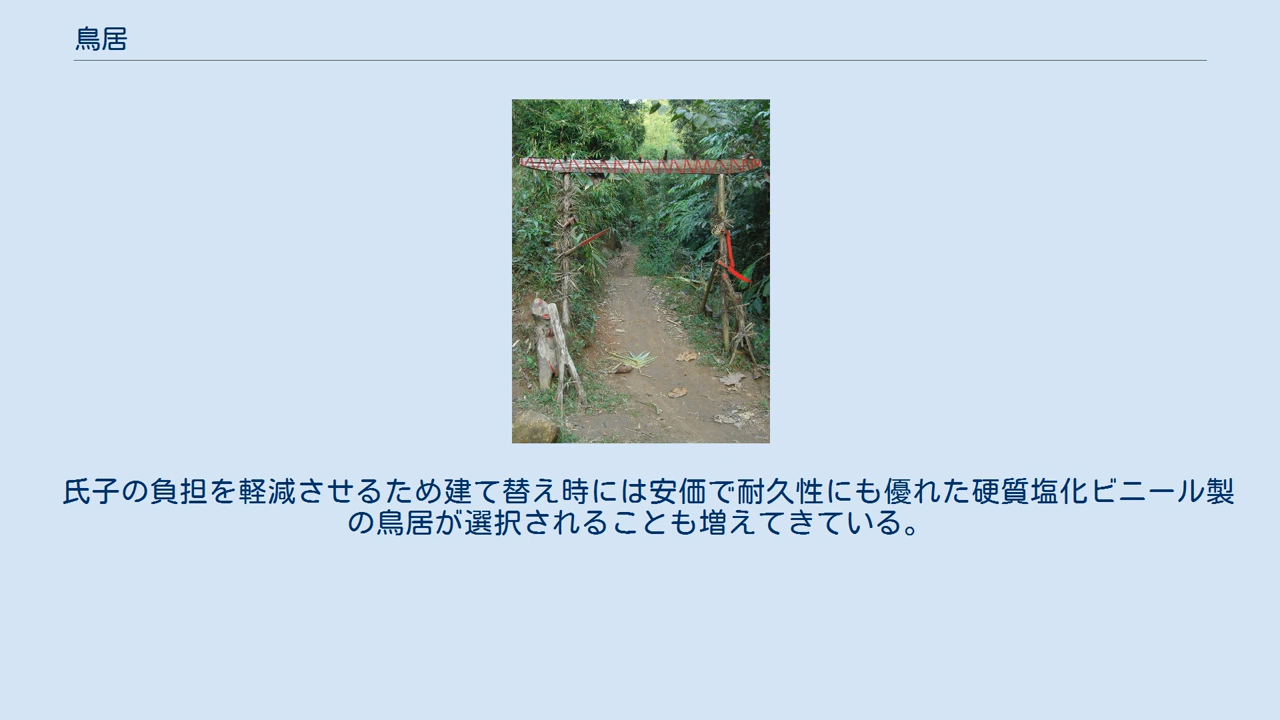 鳥居
氏子の負担を軽減させるため建て替え時には安価で耐久性にも優れた硬質塩化ビニール製
の鳥居が選択されることも増えてきている。